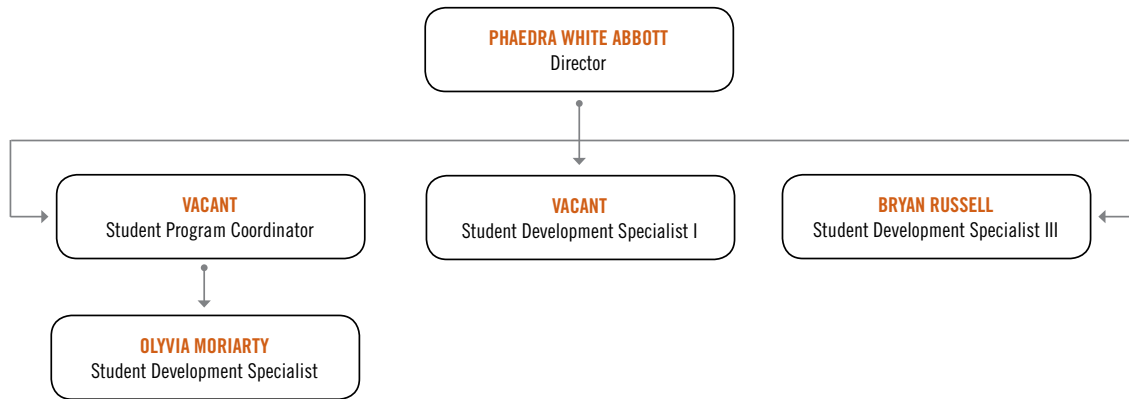 PHAEDRA WHITE ABBOTT
Director
VACANT
Student Program Coordinator
VACANT
Student Development Specialist I
BRYAN RUSSELL
Student Development Specialist III
OLYVIA MORIARTY
Student Development Specialist